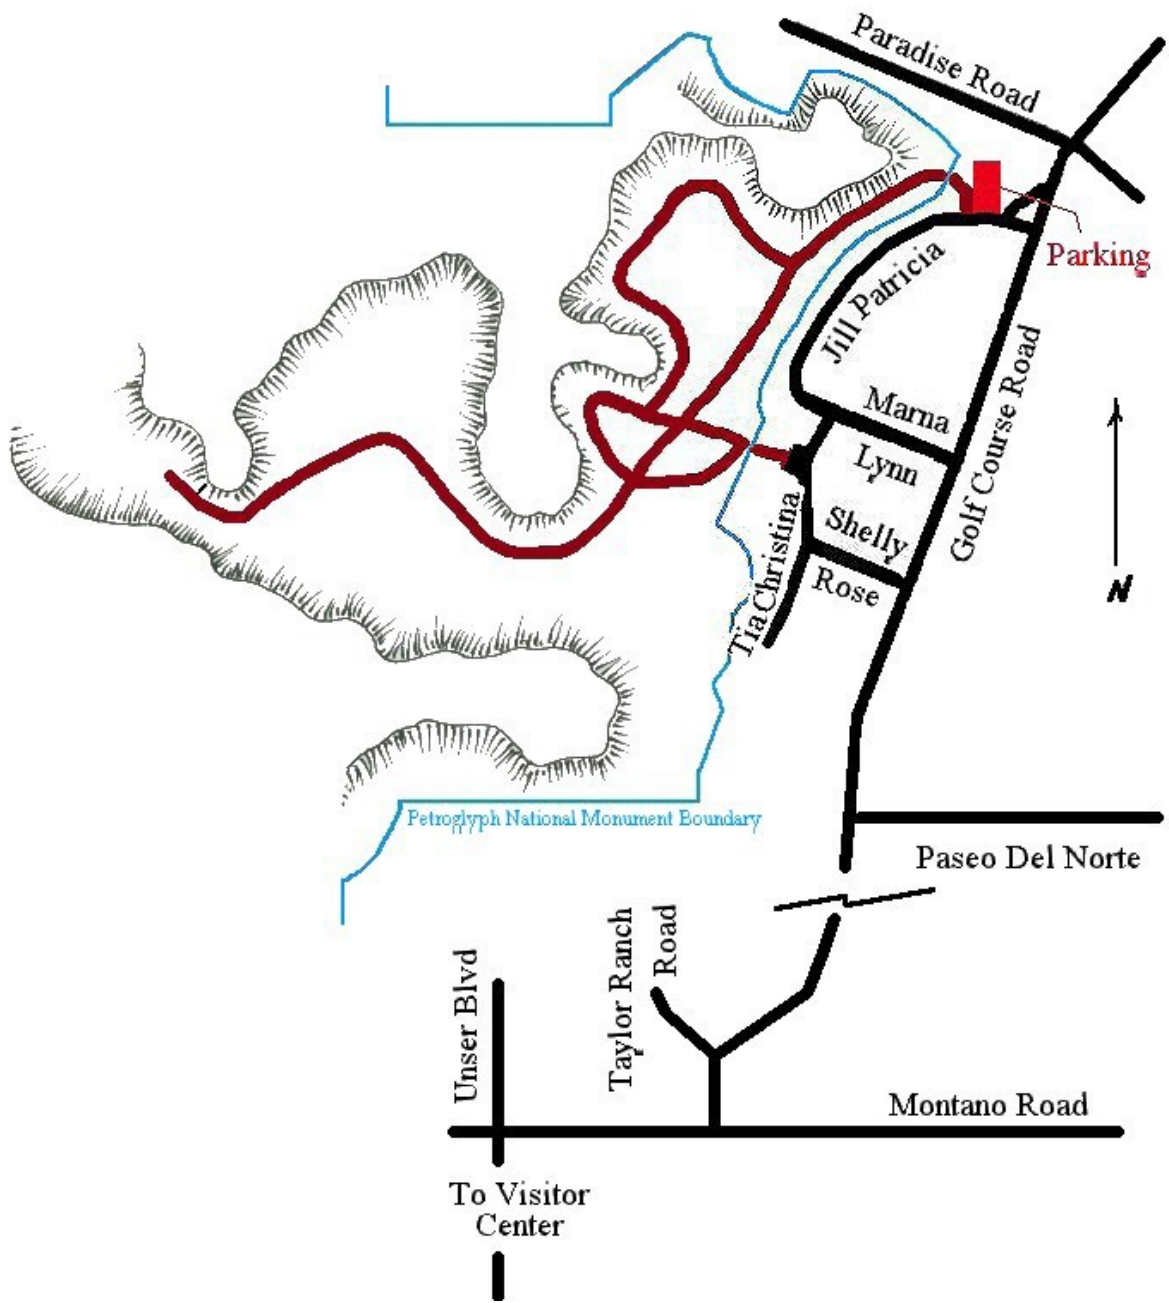 Paradise Road
Parking
Jill Patricia
Golf Course Road
Marna
Lynn
Shelly
Rose
Tia Christina
N
Petroglyph National Monument Boundary
Paseo Del Norte
Taylor Ranch
Road
Unser Blvd
Montano Road
To Visitor
Center